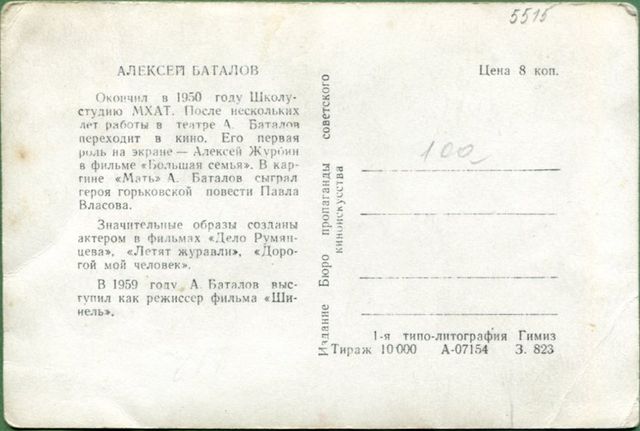 5515
АЛЕКСЕЙ БАТАЛОВ
Окончил в 1950 году Школу-
студию МХАТ. После нескольких
лет работы в театре А. Баталов
переходит в кино. Его первая
роль на экране — Алексей Журбин
в фильме «Большая семья». В кар-
тине «Мать» А. Баталов сыграл
героя горьковской повести Павла
Власова.
Значительные образы созданы
актером в фильмах «Дело Румян-
цева», «Летят журавли», «Доро-
гой мой человек».
В 1959 году А. Баталов выс-
тупил как режиссер фильма «Ши-
нель».
Издание Бюро пропаганды советского
киноискусства
Цена 8 коп.
100
1-я типо-литография Гимиз
Тираж 10000 А-07154 З. 823